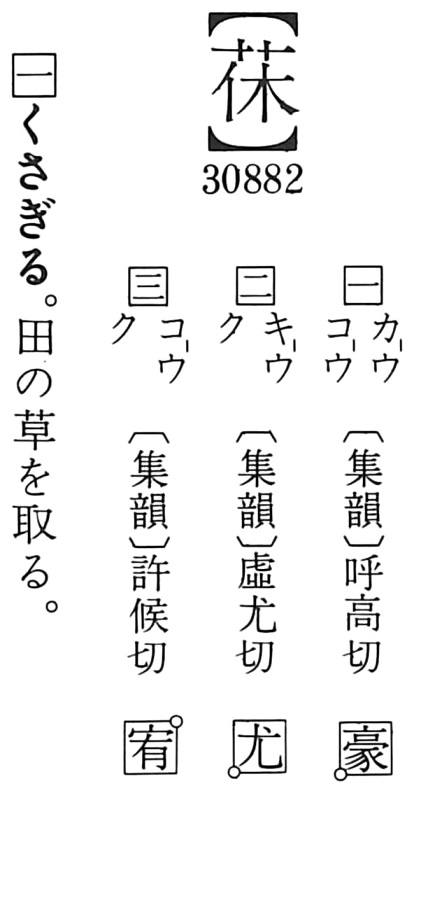 【茠】
30882
一 カウ コウ 〔集韻〕呼高切 豪
二 キウ ク 〔集韻〕虛尤切 尤
三 コウ ク 〔集韻〕許候切 宥
一くさぎる。田の草を取る。